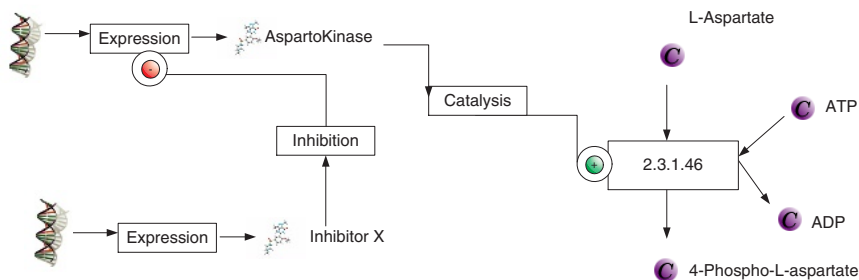 L-Aspartate
Expression
AspartoKinase
C
-
Catalysis
C
ATP
Inhibition
+
2.3.1.46
Expression
Inhibitor X
C
ADP
C
4-Phospho-L-aspartate